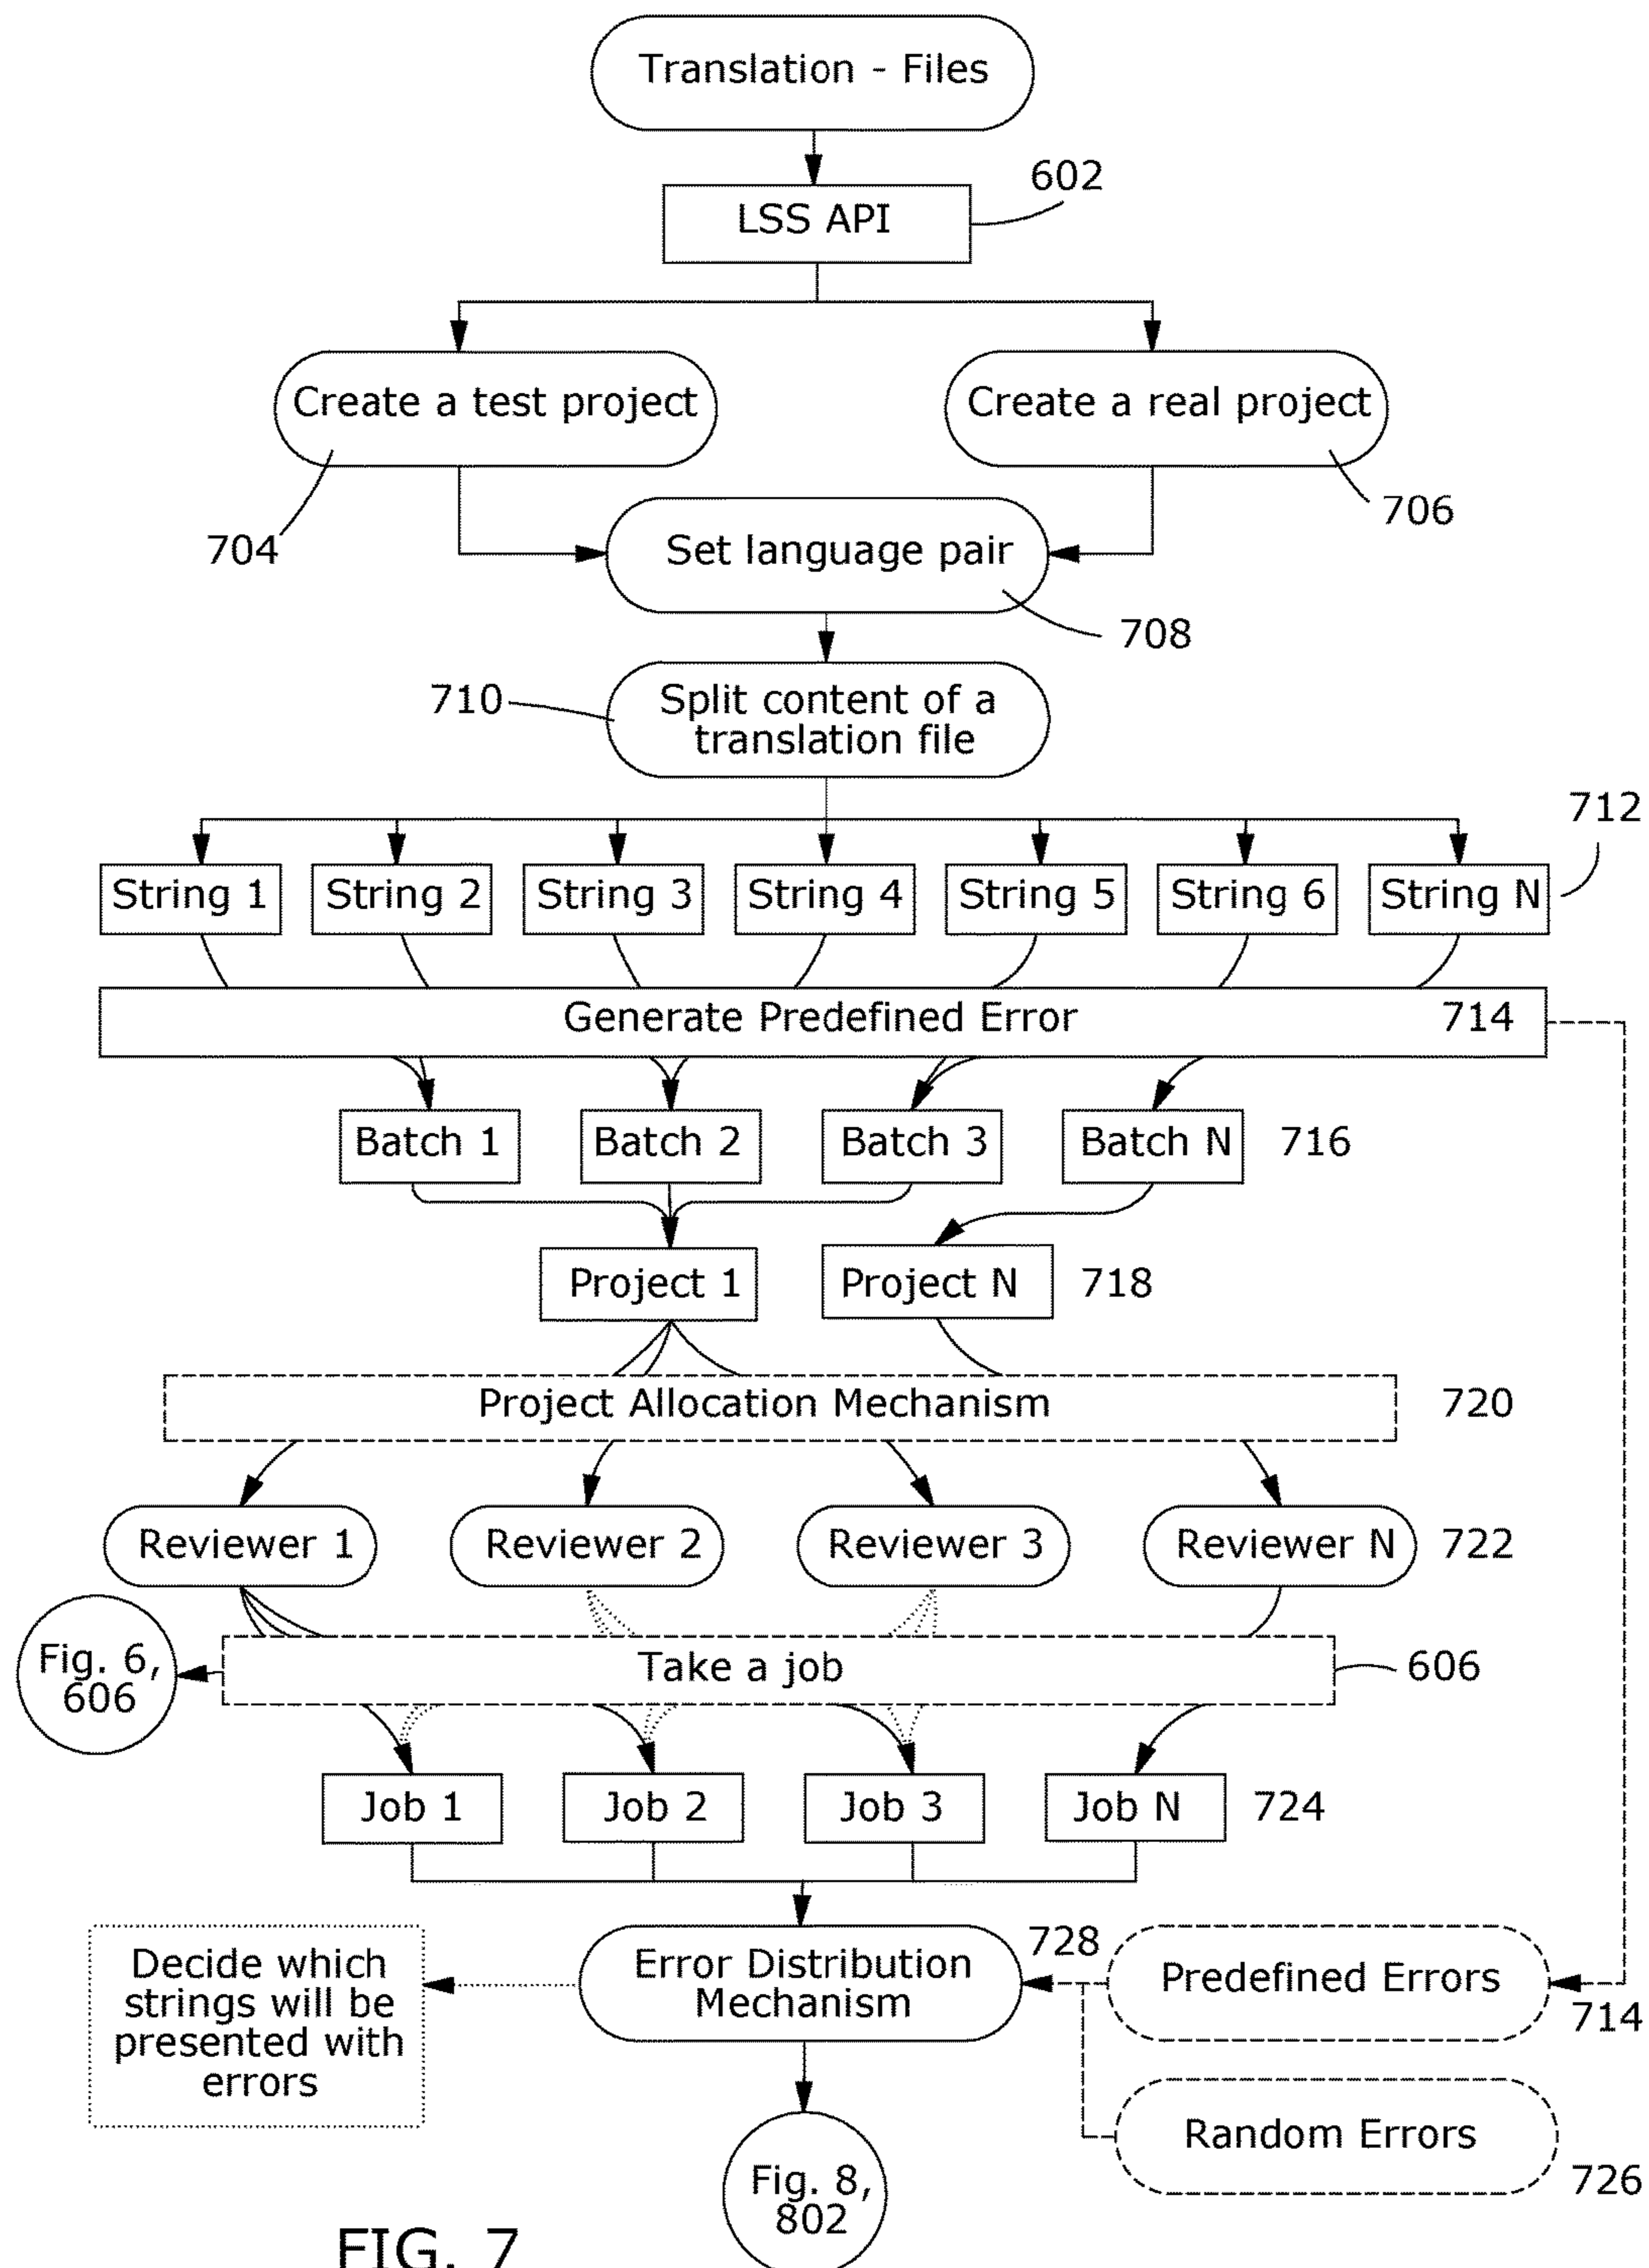 Translation - Files
602
LSS API
Create a test project
Create a real project
704
706
Set language pair
708
710
Split content of a
translation file
712
String 1
String 2
String 3
String 4
String 5
String 6
String N
Generate Predefined Error
714
Batch 1
Batch 2
Batch 3
Batch N
716
Project 1
Project N
718
Project Allocation Mechanism
720
Reviewer 1
Reviewer 2
Reviewer 3
Reviewer N
722
Fig. 6,
606
Take a job
606
Job 1
Job 2
Job 3
Job N
724
Decide which
strings will be
presented with
errors
Error Distribution
Mechanism
728
Predefined Errors
714
Random Errors
726
Fig. 8,
802
FIG. 7